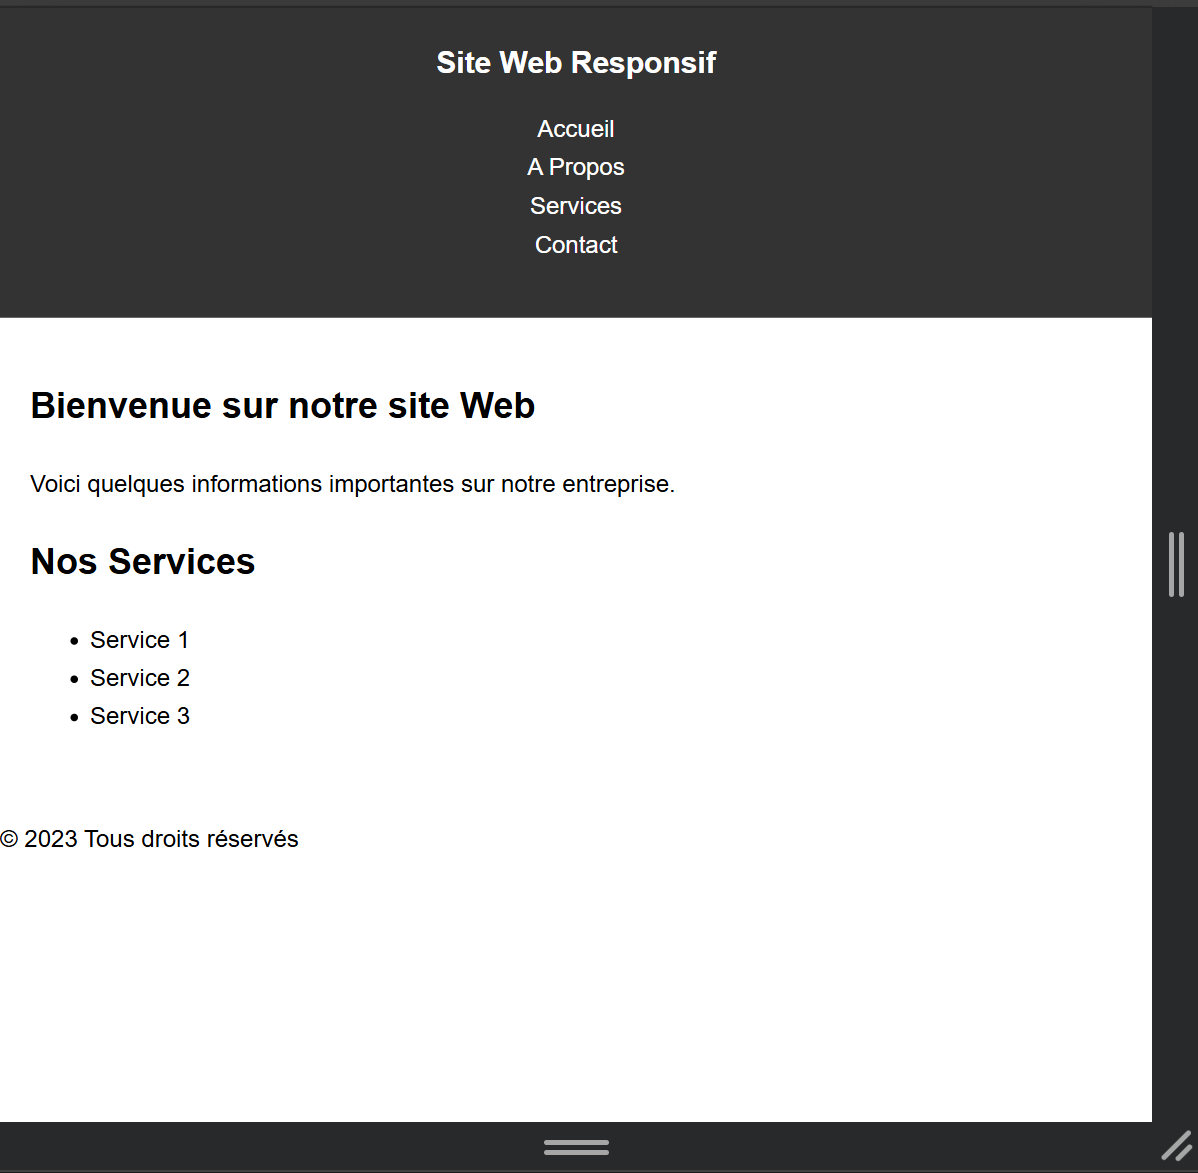 Site Web Responsif
Accueil
A Propos
Services
Contact
Bienvenue sur notre site Web
Voici quelques informations importantes sur notre entreprise.
Nos Services
• Service 1
• Service 2
• Service 3
© 2023 Tous droits réservés